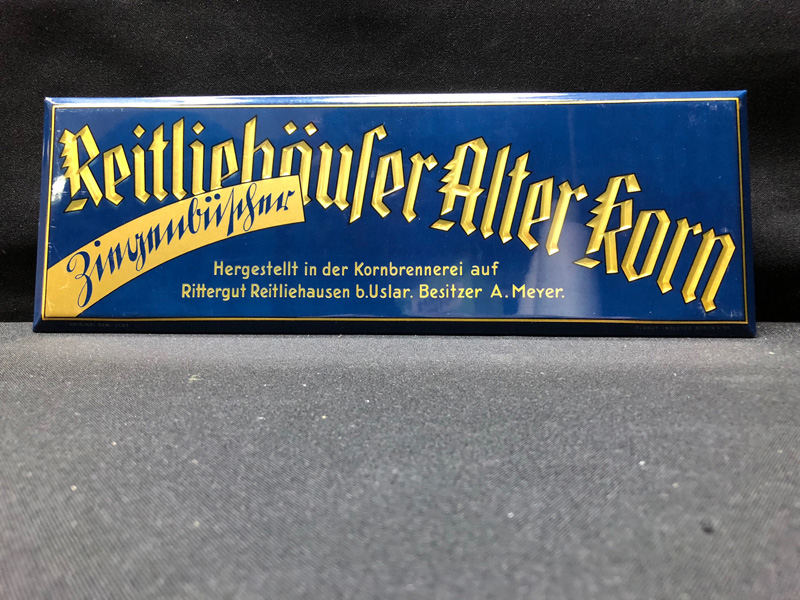 Reitliehäuser Alter Korn
Ziegenbüscher
Hergestellt in der Kornbrennerei auf
Rittergut Reitliehausen b.Uslar. Besitzer A. Meyer.